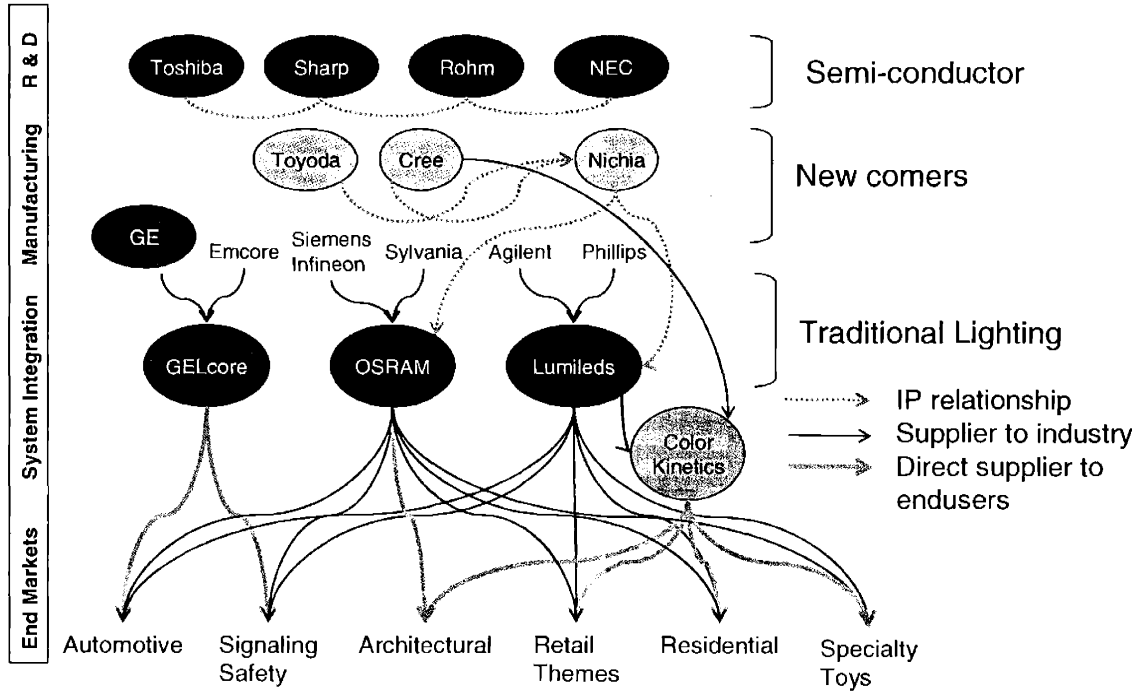 R & D
Manufacturing
System Integration
End Markets
Toshiba
Sharp
Rohm
NEC
Semi-conductor
Toyoda
Cree
Nichia
New comers
GE
Emcore
Siemens
Infineon
Sylvania
Agilent
Phillips
Traditional Lighting
GELcore
OSRAM
Lumileds
Color
Kinetics
IP relationship
Supplier to industry
Direct supplier to
endusers
Automotive
Signaling
Safety
Architectural
Retail
Themes
Residential
Specialty
Toys